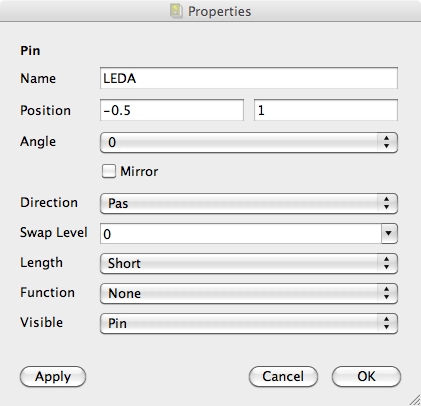 Properties
Pin
Name LEDA
Position -0.5 1
Angle 0
Mirror
Direction Pas
Swap Level 0
Length Short
Function None
Visible Pin
Apply Cancel OK